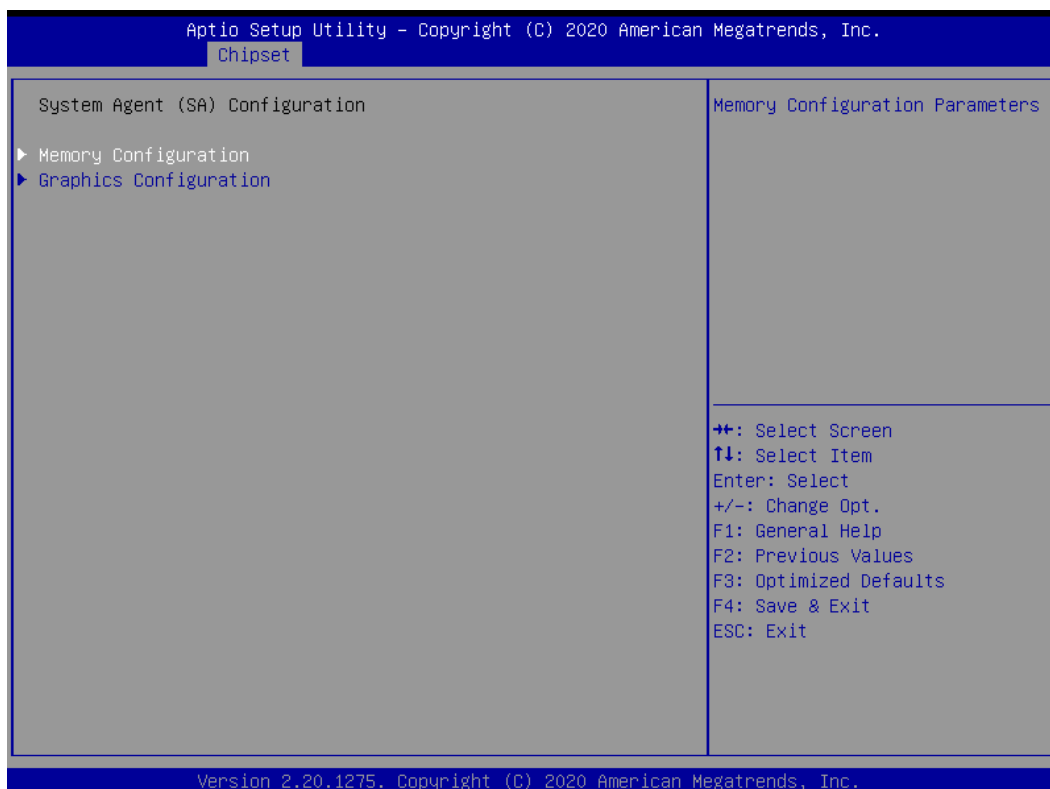 Aptio Setup Utility – Copyright (C) 2020 American Megatrends, Inc.
Chipset
System Agent (SA) Configuration
▶ Memory Configuration
▶ Graphics Configuration
Memory Configuration Parameters
→←: Select Screen
↑↓: Select Item
Enter: Select
+/-: Change Opt.
F1: General Help
F2: Previous Values
F3: Optimized Defaults
F4: Save & Exit
ESC: Exit
Version 2.20.1275. Copyright (C) 2020 American Megatrends, Inc.